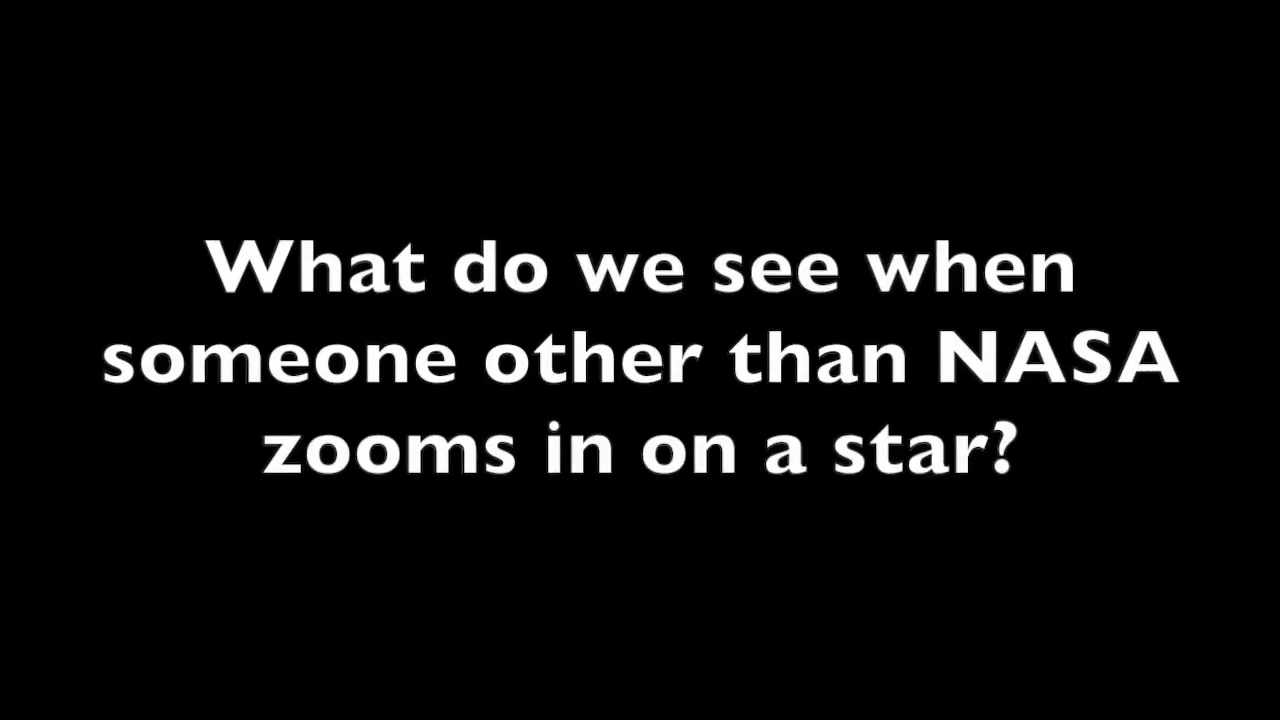 What do we see when
someone other than NASA
zooms in on a star?